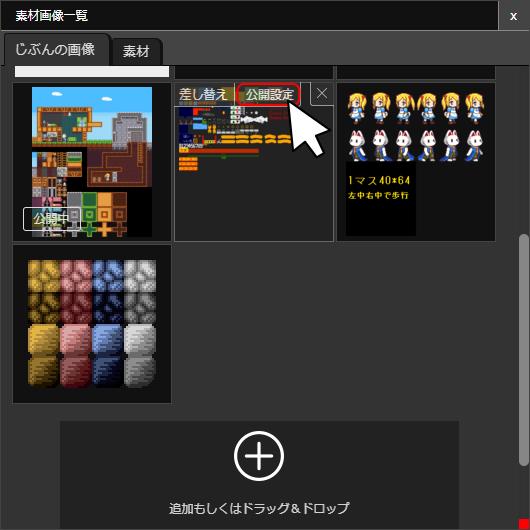 素材画像一覧
x
じぶんの画像
素材
差し替え
公開設定
公開中
1マス40*64
左中右中で歩行
追加もしくはドラッグ＆ドロップ